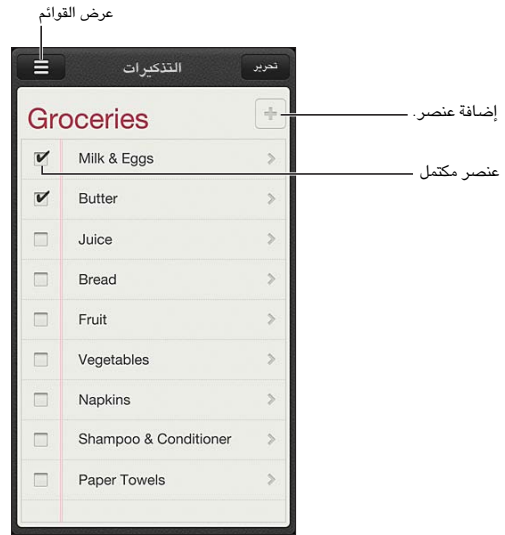 عرض القوائم
التذكيرات
تحرير
Groceries
إضافة عنصر.
Milk & Eggs
عنصر مكتمل
Butter
Juice
Bread
Fruit
Vegetables
Napkins
Shampoo & Conditioner
Paper Towels